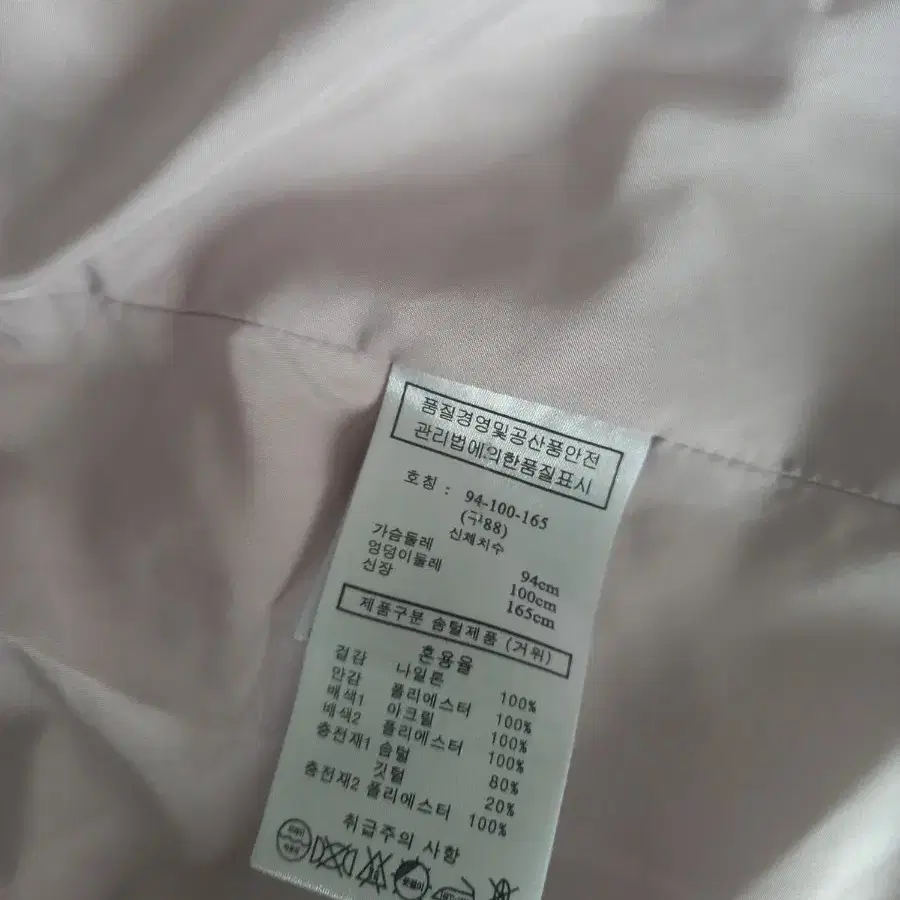 품질경영및공산품안전
관리법에의한품질표시
호칭 : 94-100-165
(구88)
신체치수
가슴둘레 94cm
엉덩이둘레 100cm
신장 165cm
제품구분 솜털제품 (거위)
혼용율
겉감 나일론 100%
안감 폴리에스터 100%
배색1 아크릴 100%
배색2 폴리에스터 100%
충전재1 솜털 80%
깃털 20%
충전재2 폴리에스터 100%
취급주의 사항